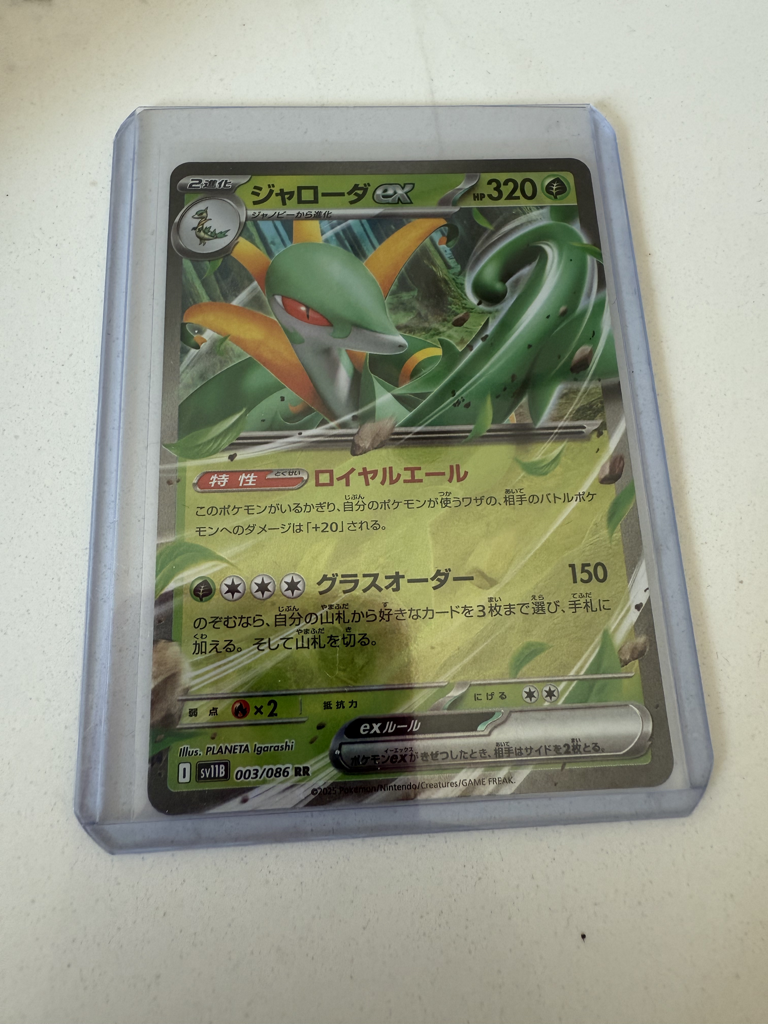 2進化 ジャローダex HP 320
ジャノビーから進化
特性 とくせい ロイヤルエール
このポケモンがいるかぎり、自分のポケモンが使うワザの、相手のバトルポケ
モンへのダメージは「+20」される。
グラスオーダー 150
のぞむなら、自分の山札から好きなカードを3枚まで選び、手札に
加える。そして山札を切る。
弱点 ×2 抵抗力 にげる
exルール
ポケモンexがきぜつしたとき、相手はサイドを2枚とる。
Illus. PLANETA Igarashi
I sv11B 003/086 RR
©2025 Pokémon/Nintendo/Creatures/GAME FREAK.